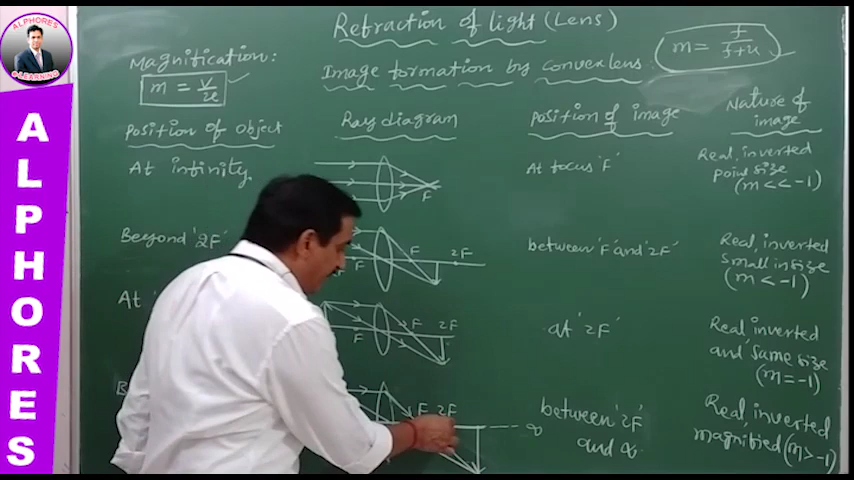 ALPHORES
e-LEARNING
ALPHORES
Refraction of light (Lens)
Magnification:
m = v/u
m = f/f+u
Image formation by convex lens
Position of object
Ray diagram
Position of image
Nature of image
At infinity.
F
At focus 'F'
Real, inverted
point size
(m << -1)
Beyond '2F'
F
F
2F
between 'F' and '2F'
Real, inverted
small in size
(m < -1)
At
F
F
2F
at '2F'
Real, inverted
and same size
(m = -1)
B
F
2F
∞
between '2F'
and ∞
Real, inverted
magnified (m > -1)